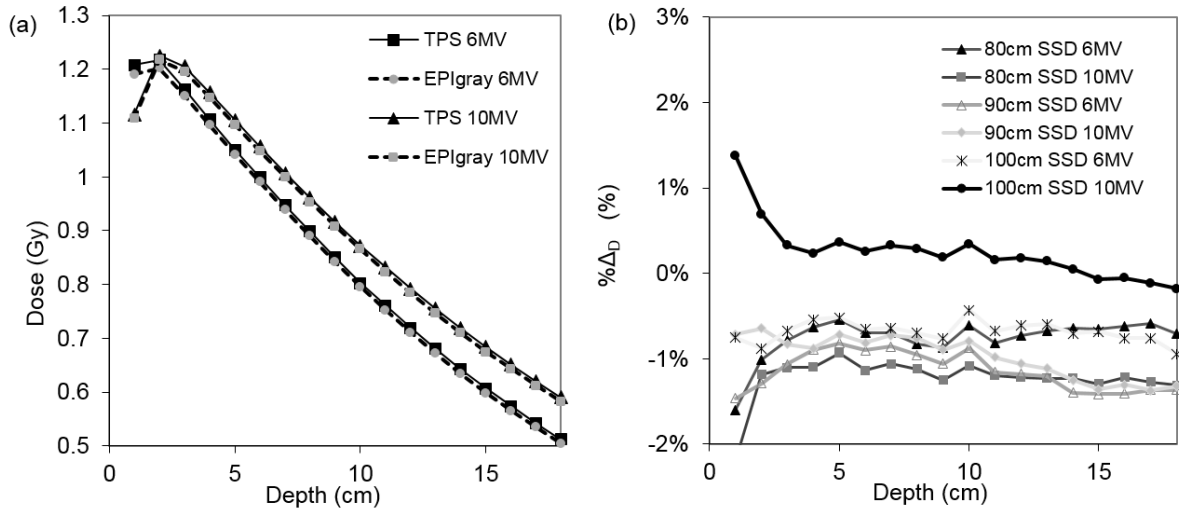 (a)
1.3
1.2
1.1
1
0.9
0.8
0.7
0.6
0.5
Dose (Gy)
0
5
10
15
Depth (cm)
TPS 6MV
EPIgray 6MV
TPS 10MV
EPIgray 10MV
(b)
3%
2%
1%
0%
-1%
-2%
%ΔD (%)
0
5
10
15
Depth (cm)
80cm SSD 6MV
80cm SSD 10MV
90cm SSD 6MV
90cm SSD 10MV
100cm SSD 6MV
100cm SSD 10MV